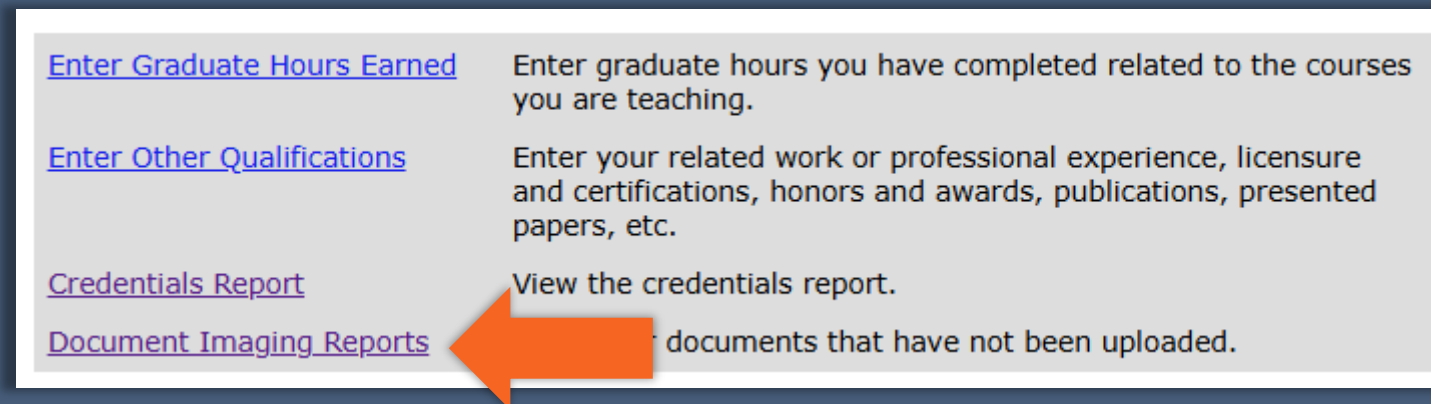 Enter Graduate Hours Earned Enter graduate hours you have completed related to the courses
you are teaching.
Enter Other Qualifications Enter your related work or professional experience, licensure
and certifications, honors and awards, publications, presented
papers, etc.
Credentials Report View the credentials report.
Document Imaging Reports documents that have not been uploaded.